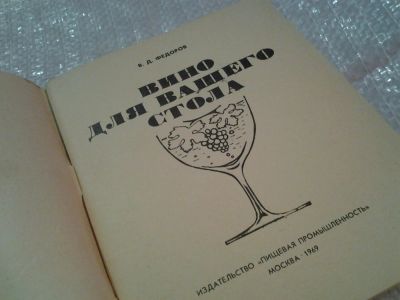 Е. Д. ФЕДОРОВ
ВИНО
ДЛЯ ВАШЕГО
СТОЛА
ИЗДАТЕЛЬСТВО «ПИЩЕВАЯ ПРОМЫШЛЕННОСТЬ»
МОСКВА · 1969